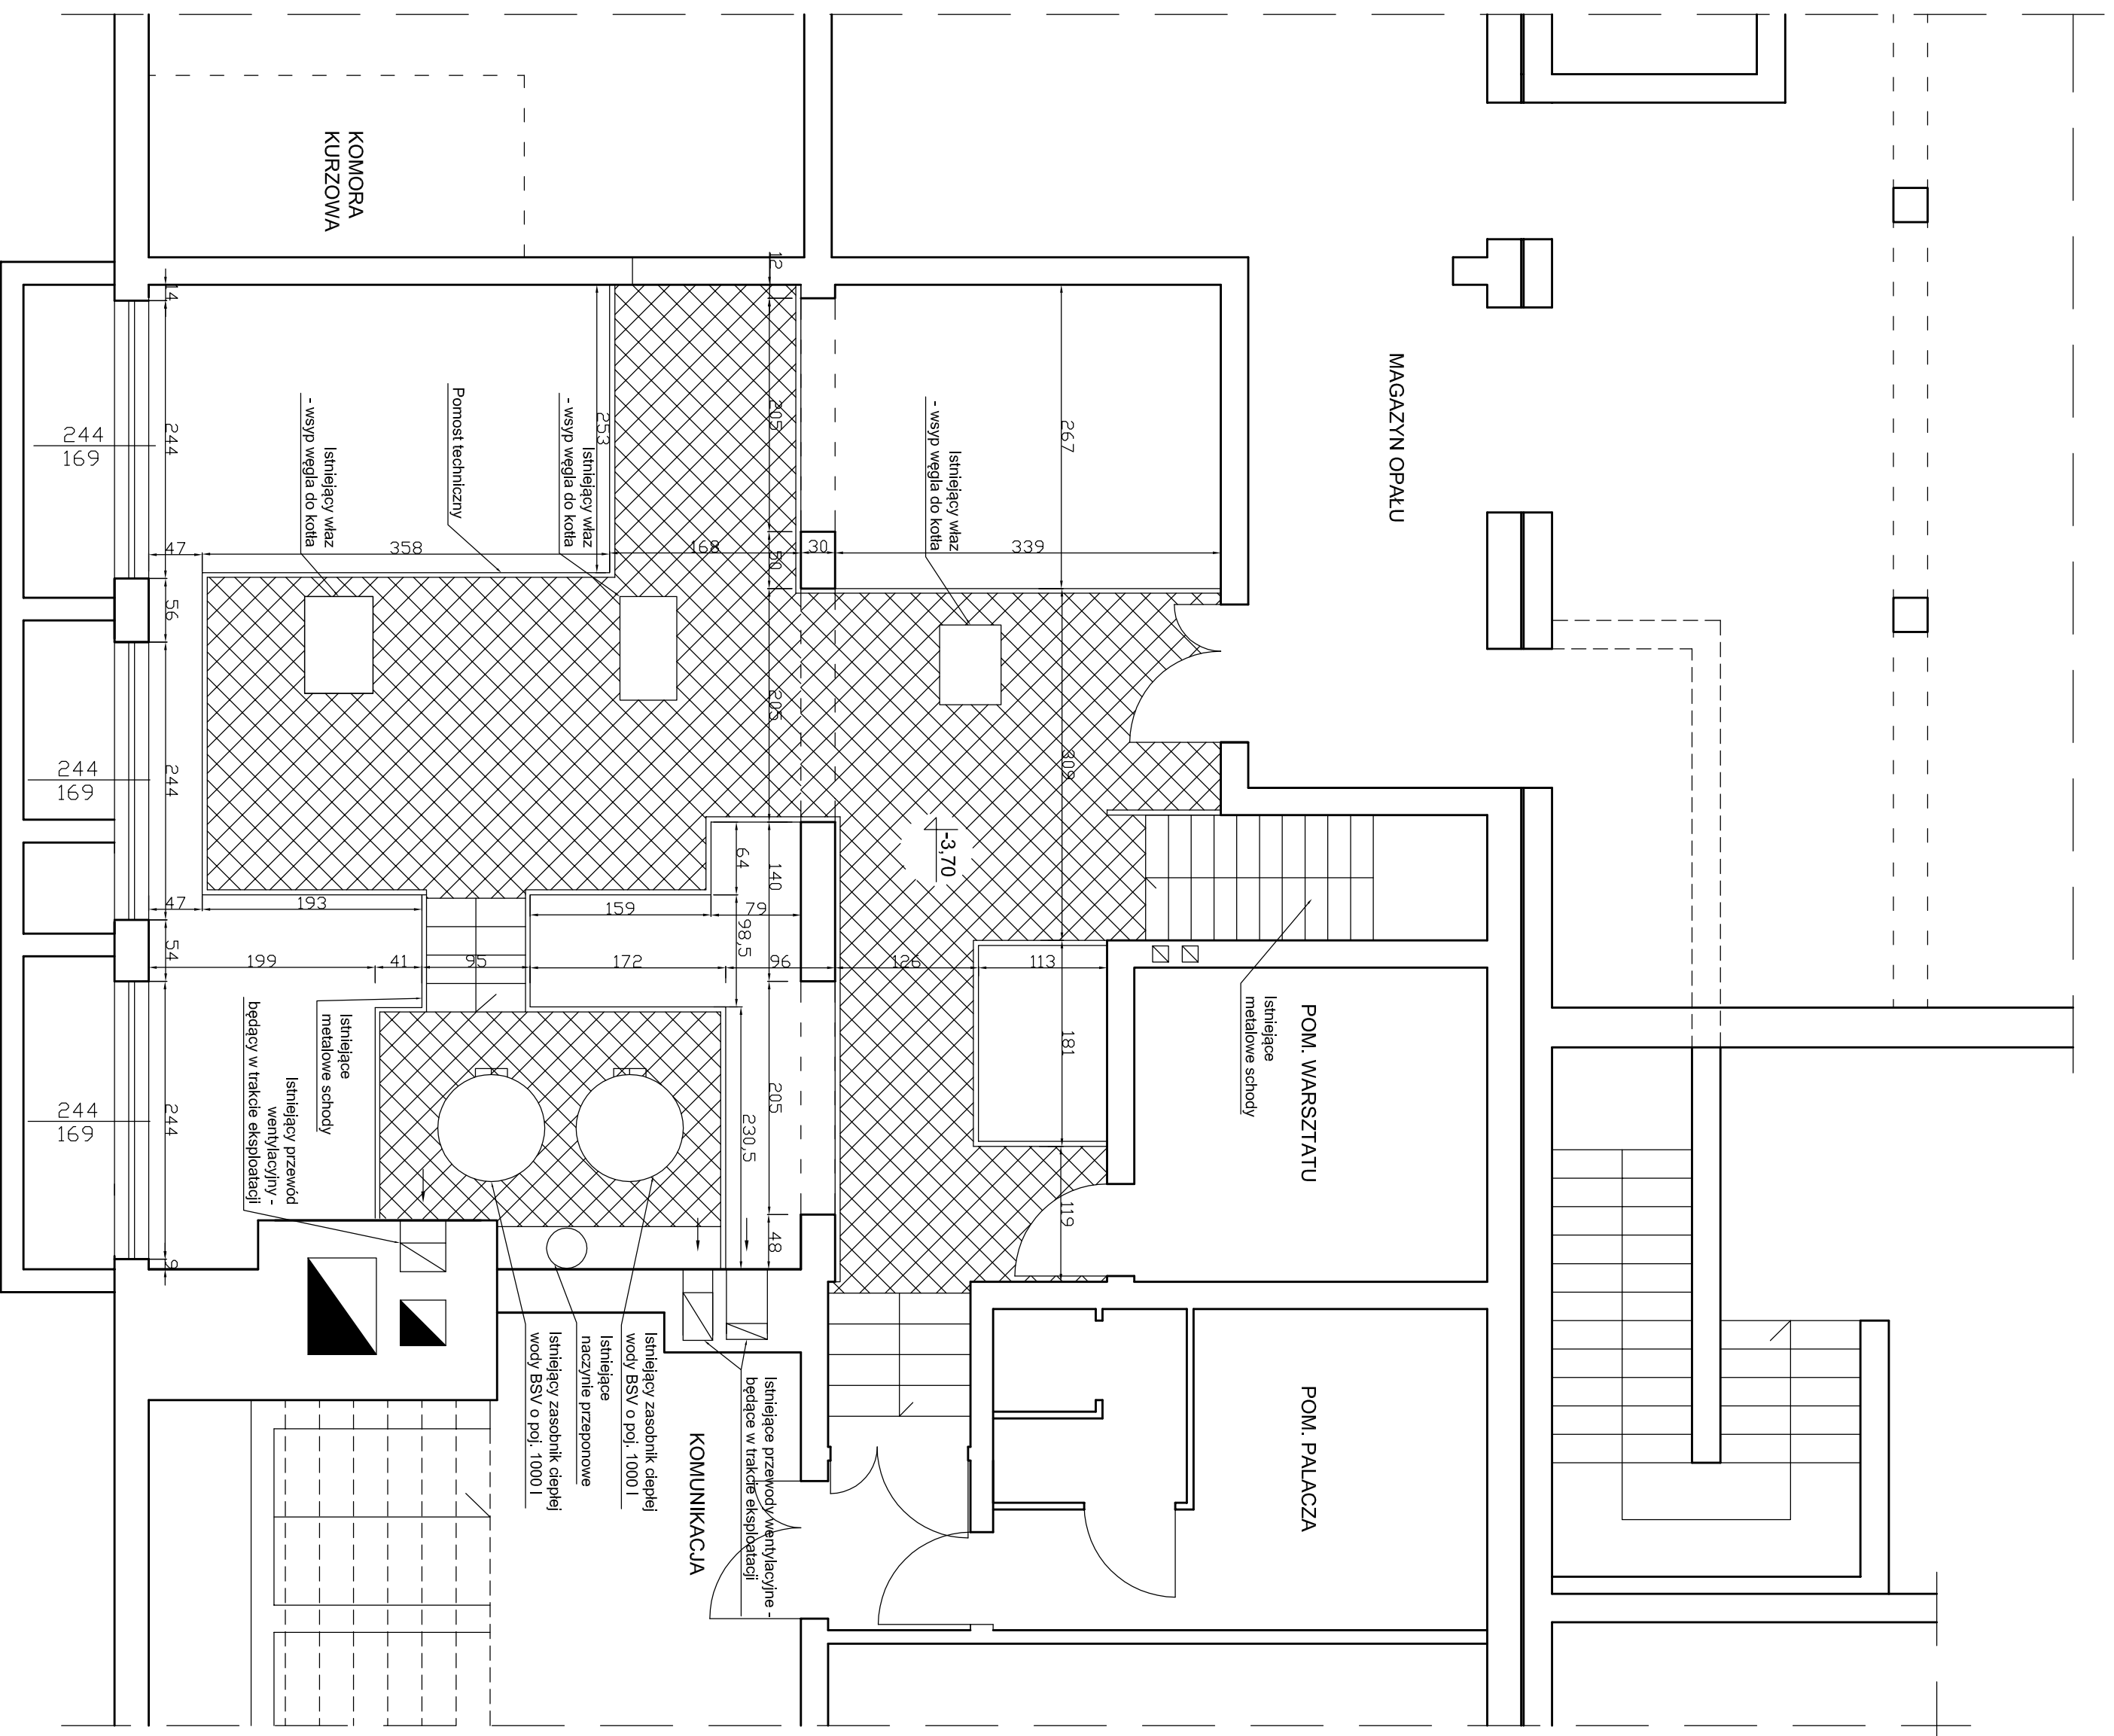 MAGAZYN OPAŁU
KOMORA
KURZOWA
POM. WARSZTATU
POM. PALACZA
KOMUNIKACJA
Istniejący właz
- wsyp węgla do kotła
Istniejący właz
- wsyp węgla do kotła
Pomost techniczny
Istniejący właz
- wsyp węgla do kotła
Istniejące
metalowe schody
Istniejące
metalowe schody
Istniejący przewód
wentylacyjny -
będący w trakcie eksploatacji
Istniejące przewody wentylacyjne -
będące w trakcie eksploatacji
Istniejący zasobnik ciepłej
wody BSV o poj. 1000 l
Istniejące
naczynie przeponowe
Istniejący zasobnik ciepłej
wody BSV o poj. 1000 l
-3,70
267
309
181
119
12
205
50
205
140
205
48
64
98,5
230,5
253
14
244
56
244
54
244
9
47
358
168
30
339
47
193
159
79
199
41
95
172
96
126
113
244
169
244
169
244
169